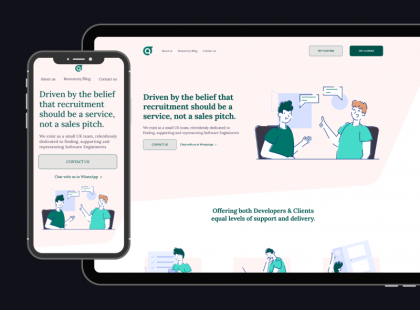 About us Resources/Blog Contact us
Driven by the belief
that recruitment
should be a service,
not a sales pitch.
We exist as a small UK team, relentlessly
dedicated to finding, supporting and
representing Software Engineers.
CONTACT US
Chat with us in WhatsApp >
About us Resources/Blog Contact us
Driven by the belief that
recruitment should be a
service, not a sales pitch.
We exist as a small UK team, relentlessly dedicated to
finding, supporting and representing Software Engineers.
CONTACT US Chat with us in WhatsApp >
Offering both Developers & Clients
equal levels of support and delivery.